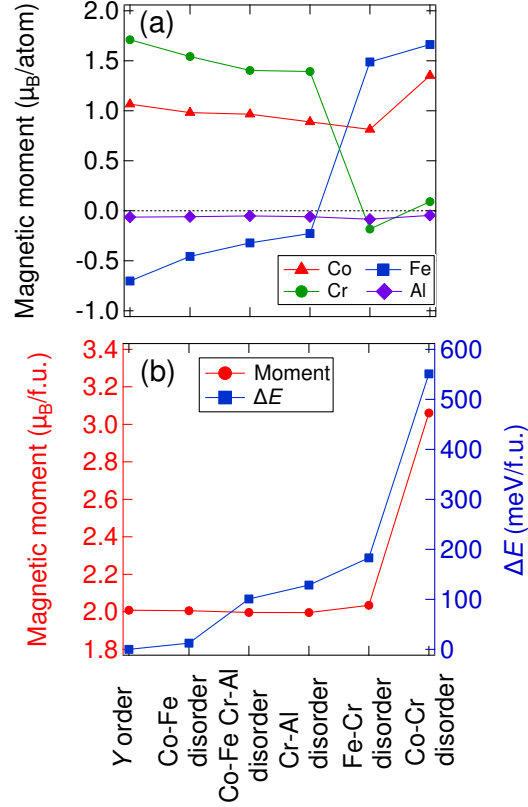 (a)
Magnetic moment (μB/atom)
2.0
1.5
1.0
0.5
0.0
-0.5
-1.0
Co
Fe
Cr
Al
(b)
Magnetic moment (μB/f.u.)
3.4
3.2
3.0
2.8
2.6
2.4
2.2
2.0
1.8
Moment
ΔE
600
500
400
300
200
100
0
ΔE (meV/f.u.)
Y order
Co-Fe
disorder
Co-Fe Cr-Al
disorder
Cr-Al
disorder
Fe-Cr
disorder
Co-Cr
disorder